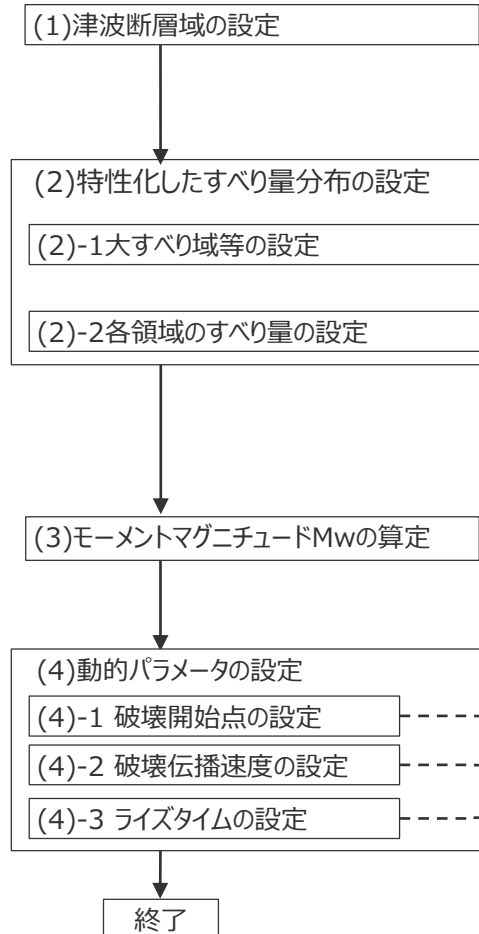 (1)津波断層域の設定
(2)特性化したすべり量分布の設定
(2)-1大すべり域等の設定
(2)-2各領域のすべり量の設定
(3)モーメントマグニチュードMwの算定
(4)動的パラメータの設定
(4)-1 破壊開始点の設定
(4)-2 破壊伝播速度の設定
(4)-3 ライズタイムの設定
終了